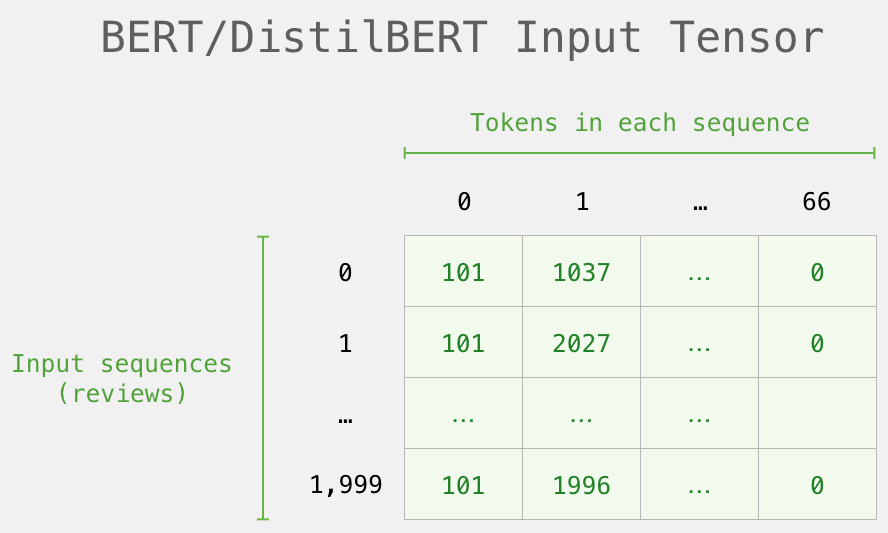 BERT/DistilBERT Input Tensor
Tokens in each sequence
0 1 … 66
0 101 1037 … 0
1 101 2027 … 0
Input sequences
(reviews)
… … … …
1,999 101 1996 … 0